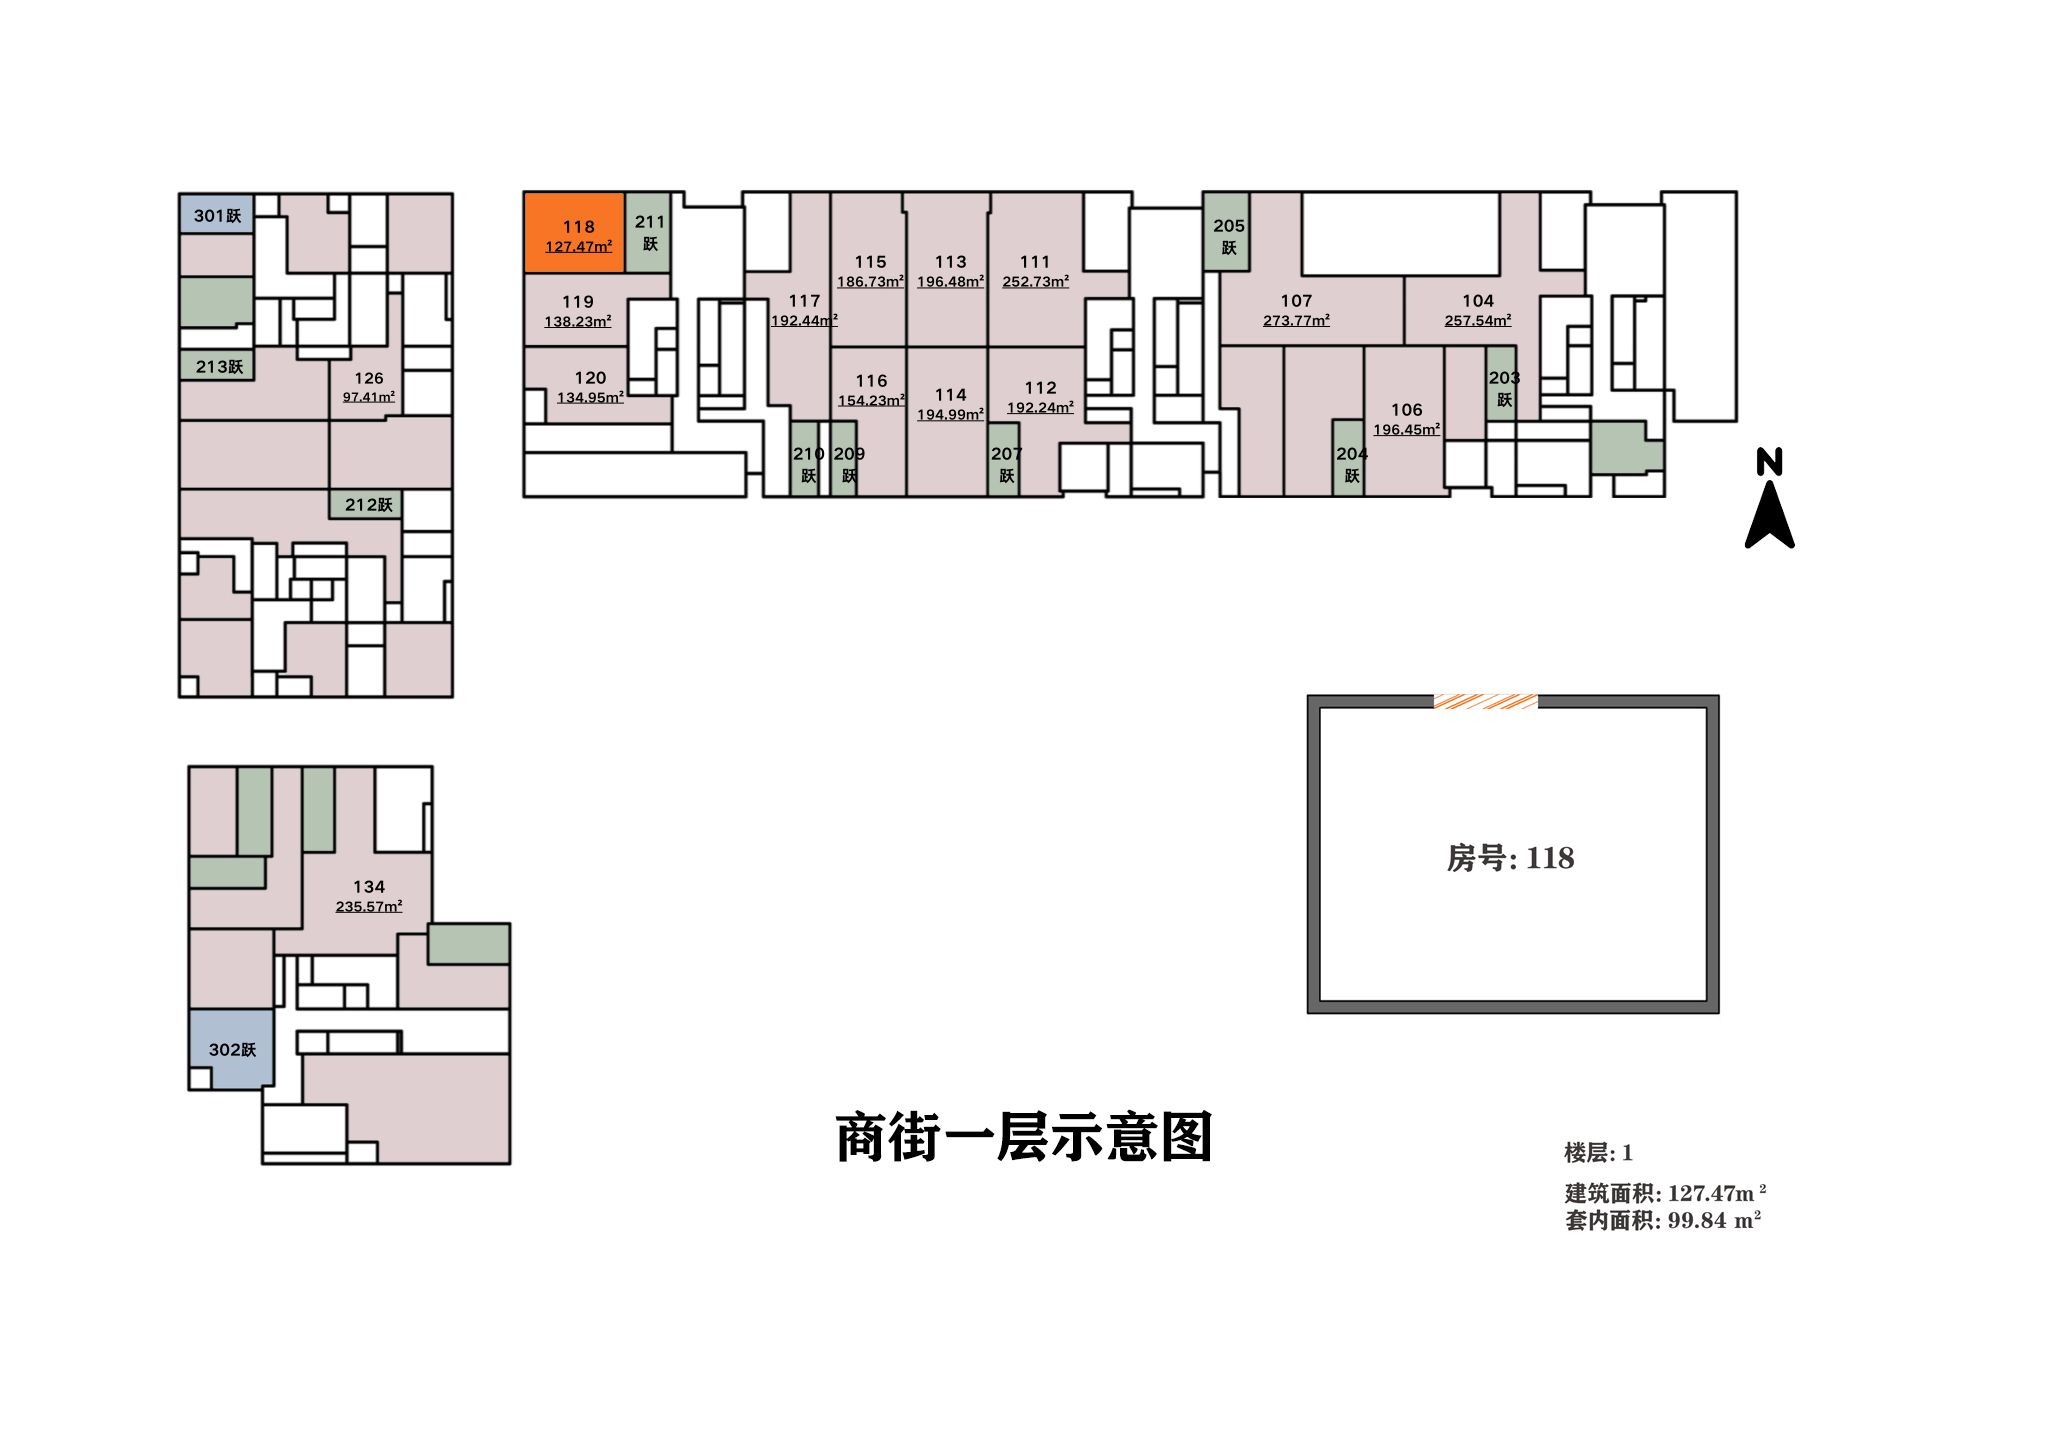 301跃
213跃
126
97.41m²
212跃
118
127.47m²
211
跃
119
138.23m²
120
134.95m²
117
192.44m²
115
186.73m²
113
196.48m²
111
252.73m²
116
154.23m²
114
194.99m²
112
192.24m²
210
跃
209
跃
207
跃
205
跃
107
273.77m²
104
257.54m²
203
跃
106
196.45m²
204
跃
N
134
235.57m²
302跃
房号: 118
商街一层示意图
楼层: 1
建筑面积: 127.47m²
套内面积: 99.84 m²